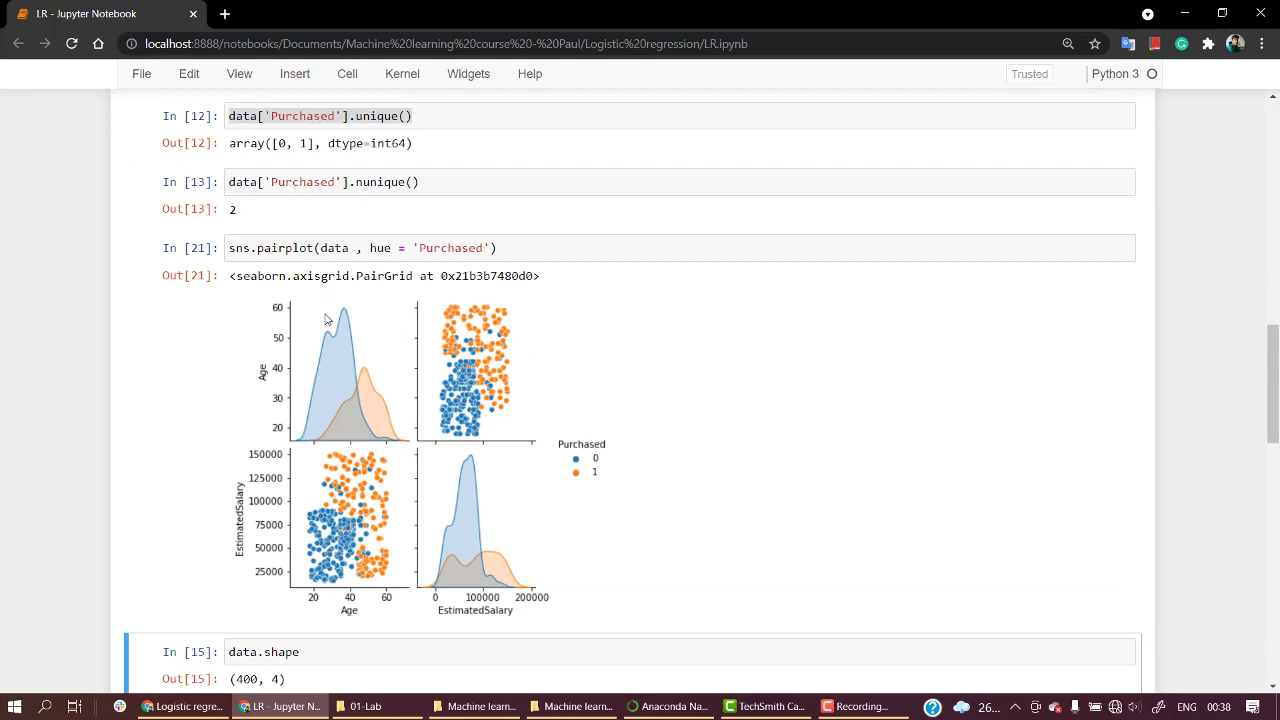 LR - Jupyter Notebook
localhost:8888/notebooks/Documents/Machine%20learning%20course%20-%20Paul/Logistic%20regression/LR.ipynb
File Edit View Insert Cell Kernel Widgets Help Trusted Python 3
In [12]: data['Purchased'].unique()
Out[12]: array([0, 1], dtype=int64)
In [13]: data['Purchased'].nunique()
Out[13]: 2
In [21]: sns.pairplot(data , hue = 'Purchased')
Out[21]: <seaborn.axisgrid.PairGrid at 0x21b3b7480d0>
60
50
40
30
20
Age
Purchased
0
1
150000
125000
100000
75000
50000
25000
EstimatedSalary
20 40 60 0 100000 200000
Age EstimatedSalary
In [15]: data.shape
Out[15]: (400, 4)
Logistic regre... LR - Jupyter N... 01-Lab Machine learn... Machine learn... Anaconda Na... TechSmith Ca... Recording... 26... ENG 00:38